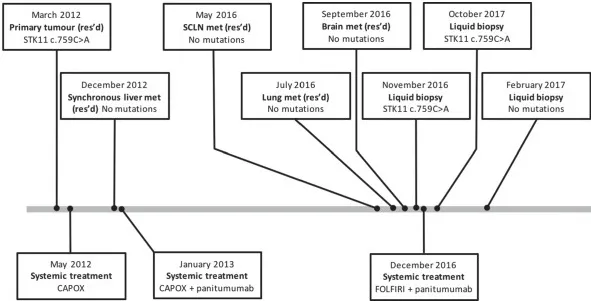 March 2012
Primary tumour (res'd)
STK11 c.759C>A
May 2016
SCLN met (res'd)
No mutations
September 2016
Brain met (res'd)
No mutations
October 2017
Liquid biopsy
STK11 c.759C>A
December 2012
Synchronous liver met
(res'd) No mutations
July 2016
Lung met (res'd)
No mutations
November 2016
Liquid biopsy
STK11 c.759C>A
February 2017
Liquid biopsy
No mutations
May 2012
Systemic treatment
CAPOX
January 2013
Systemic treatment
CAPOX + panitumumab
December 2016
Systemic treatment
FOLFIRI + panitumumab